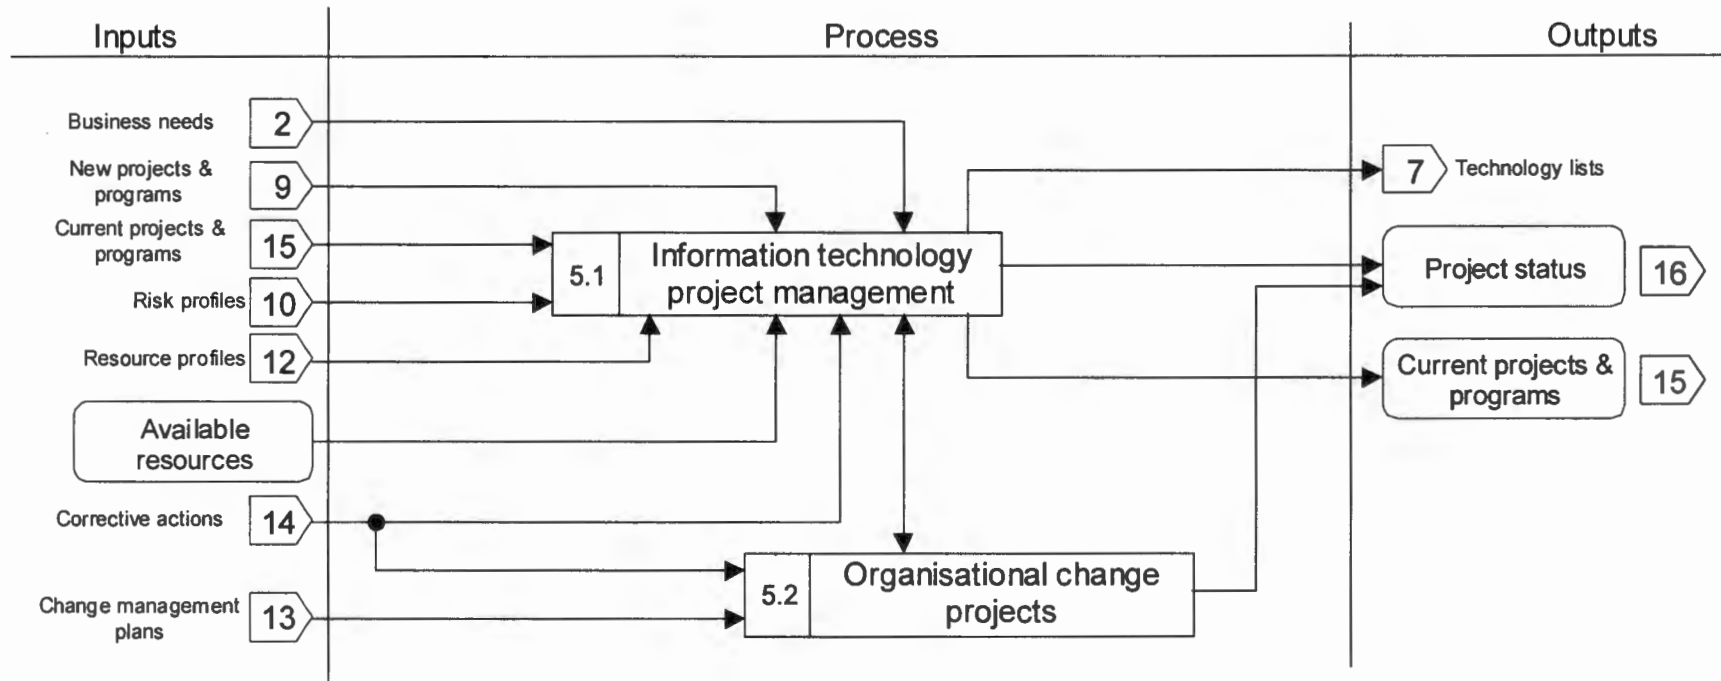 Inputs
Process
Outputs
Business needs
2
New projects &
programs
9
Current projects &
programs
15
Risk profiles
10
Resource profiles
12
Available
resources
Corrective actions
14
Change management
plans
13
5.1
Information technology
project management
5.2
Organisational change
projects
7
Technology lists
Project status
16
Current projects &
programs
15